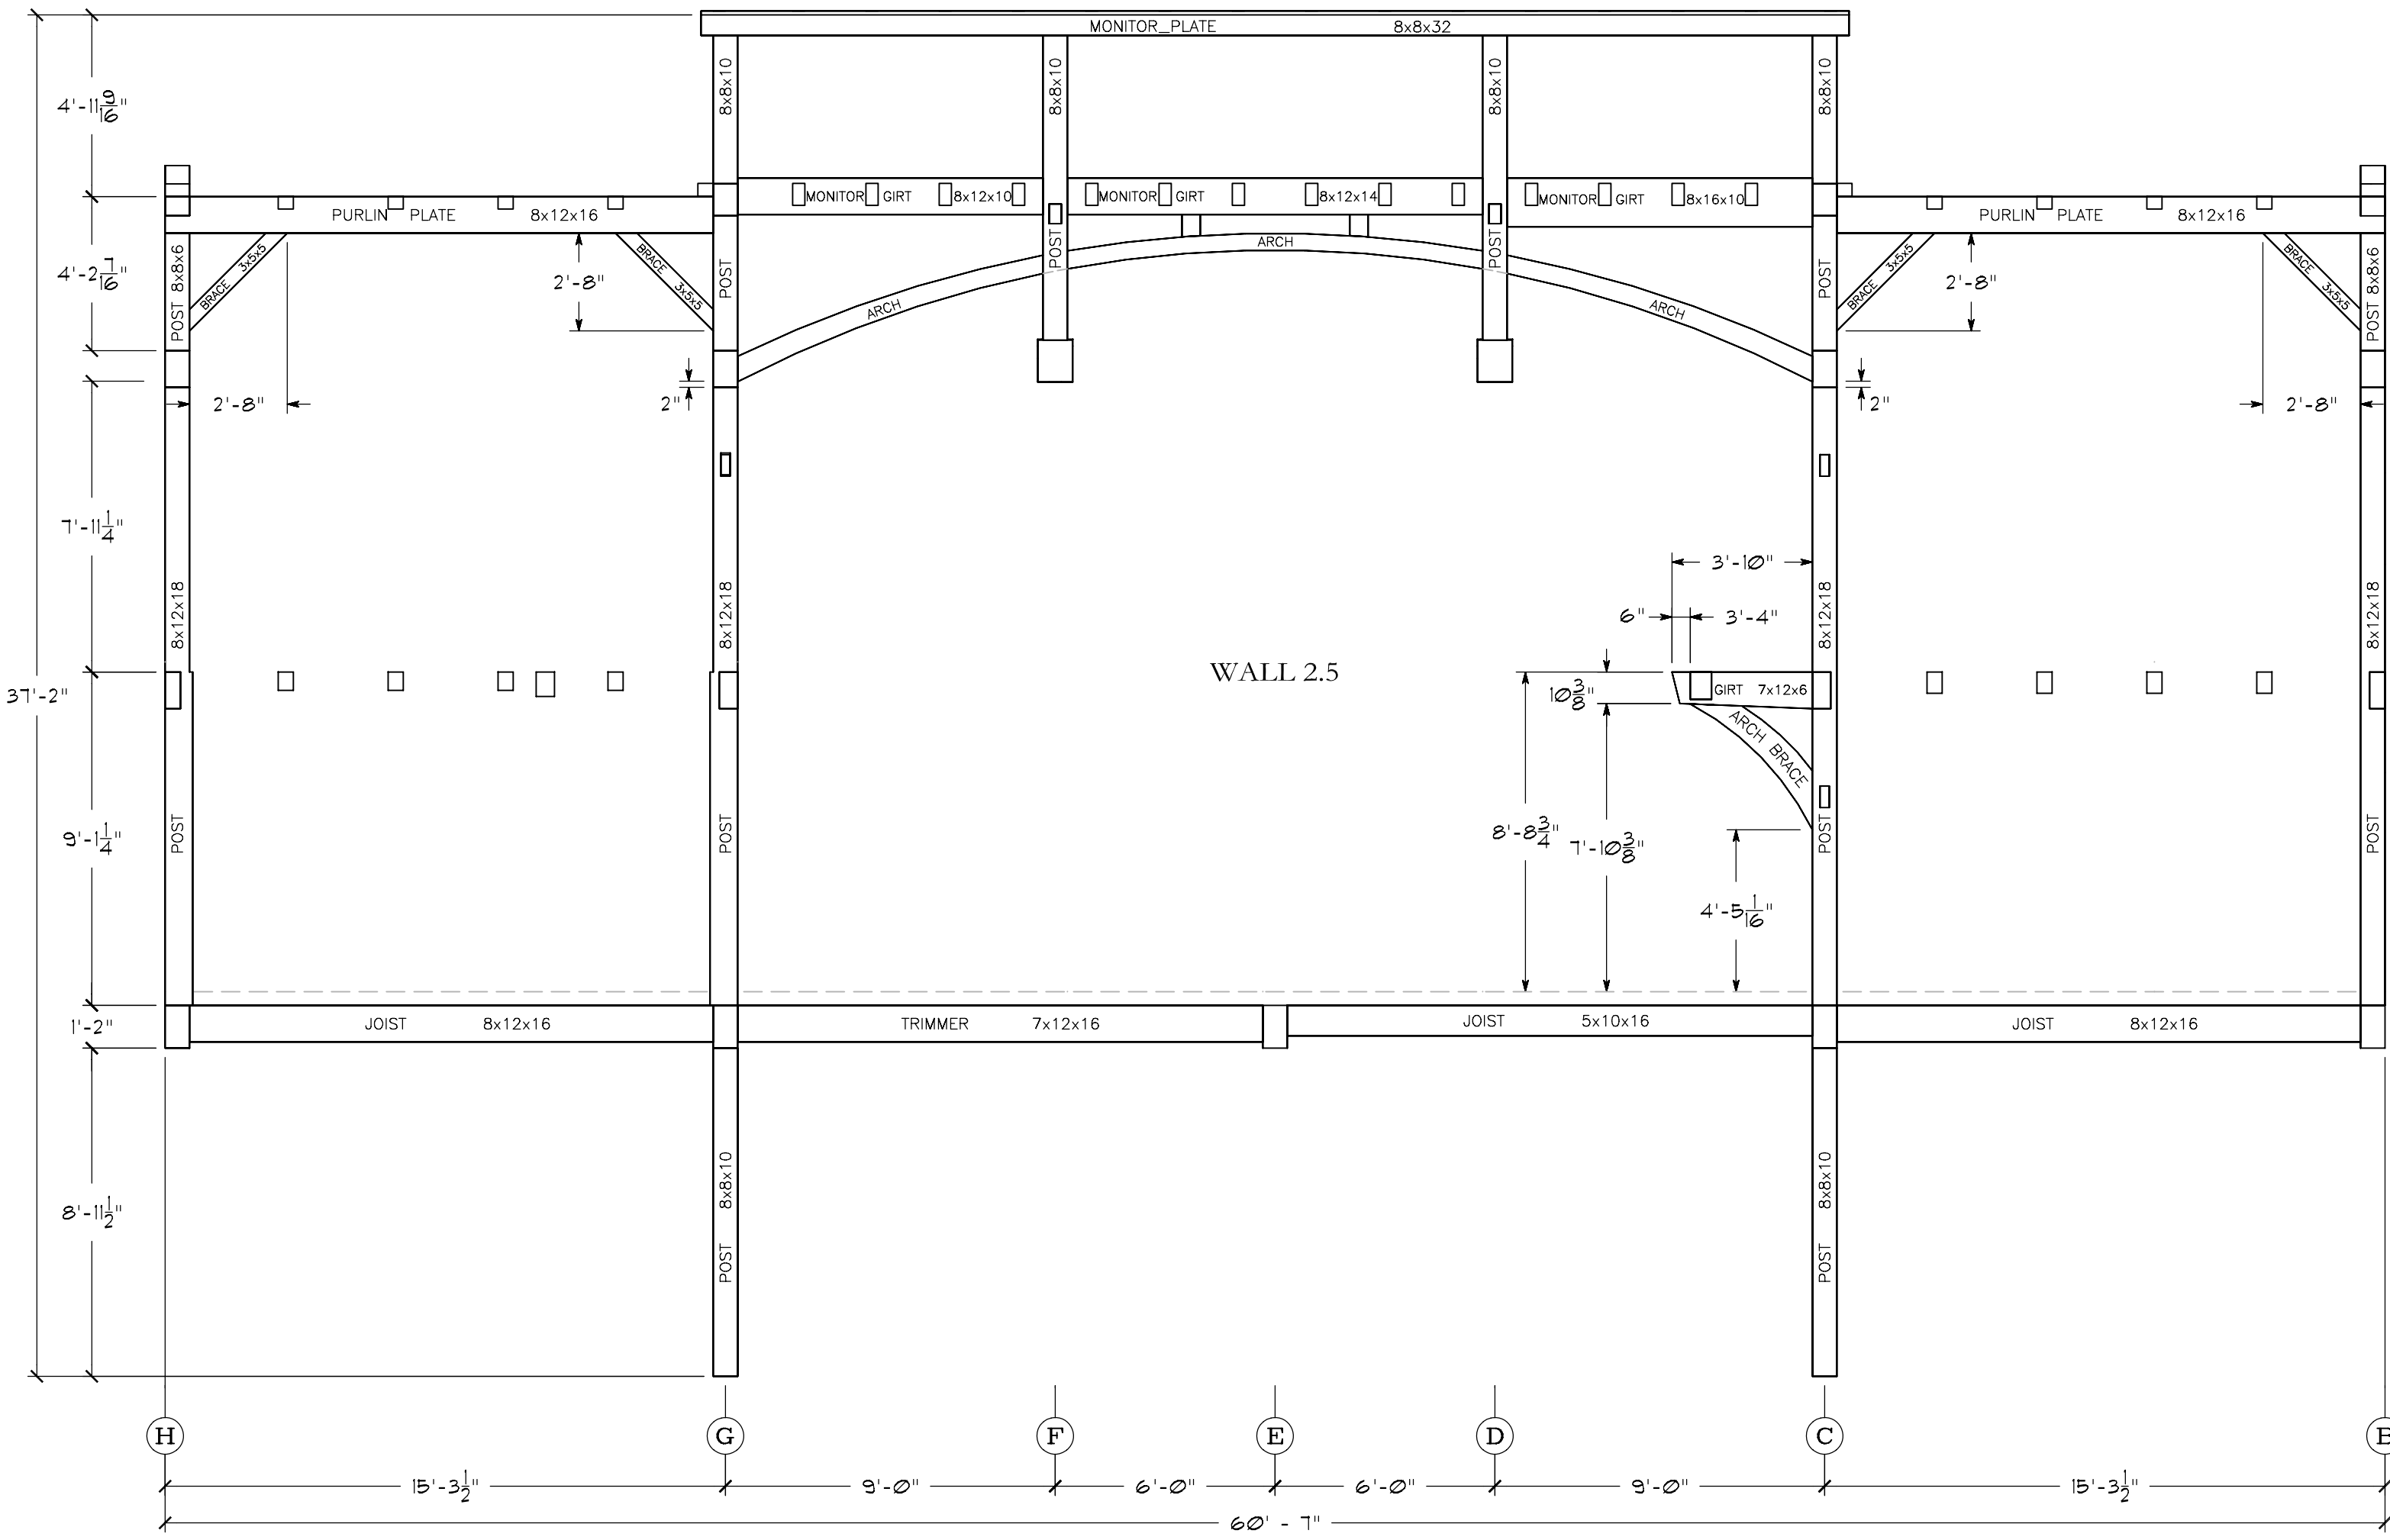 MONITOR_PLATE 8x8x32
8x8x10 8x8x10 8x8x10 8x8x10
4'-11 9/16"
MONITOR GIRT 8x12x10 MONITOR GIRT 8x12x14 MONITOR GIRT 8x16x10
PURLIN PLATE 8x12x16 PURLIN PLATE 8x12x16
ARCH
POST POST POST POST
4'-2 7/16"
POST 8x8x6 BRACE 3x5x5 2'-8" BRACE 3x5x5 ARCH ARCH BRACE 3x5x5 2'-8" BRACE 3x5x5 POST 8x8x6
2'-8" 2" 2" 2'-8"
7'-11 1/4"
3'-10"
8x12x18 8x12x18 6" 3'-4" 8x12x18 8x12x18
WALL 2.5
37'-2" 10 3/8" GIRT 7x12x6
ARCH BRACE
9'-1 1/4" POST POST 8'-8 3/4" 7'-10 3/8" POST POST
4'-5 1/16"
1'-2" JOIST 8x12x16 TRIMMER 7x12x16 JOIST 5x10x16 JOIST 8x12x16
8'-11 1/2" POST 8x8x10 POST 8x8x10
H G F E D C B
15'-3 1/2" 9'-0" 6'-0" 6'-0" 9'-0" 15'-3 1/2"
60' - 7"